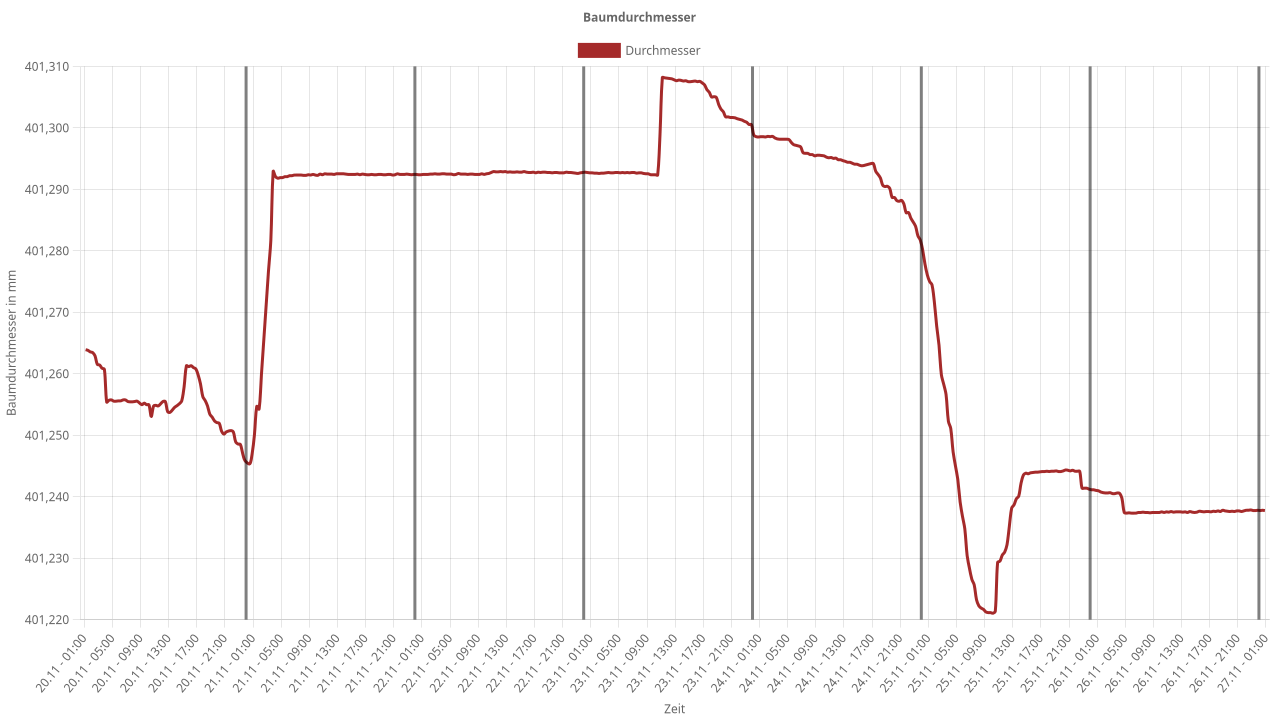 Baumdurchmesser
Durchmesser
401,310
401,300
401,290
401,280
401,270
401,260
401,250
401,240
401,230
401,220
Baumdurchmesser in mm
20.11 - 01:00
20.11 - 05:00
20.11 - 09:00
20.11 - 13:00
20.11 - 17:00
20.11 - 21:00
21.11 - 01:00
21.11 - 05:00
21.11 - 09:00
21.11 - 13:00
21.11 - 17:00
21.11 - 21:00
22.11 - 01:00
22.11 - 05:00
22.11 - 09:00
22.11 - 13:00
22.11 - 17:00
22.11 - 21:00
23.11 - 01:00
23.11 - 05:00
23.11 - 09:00
23.11 - 13:00
23.11 - 17:00
23.11 - 21:00
24.11 - 01:00
24.11 - 05:00
24.11 - 09:00
24.11 - 13:00
24.11 - 17:00
24.11 - 21:00
25.11 - 01:00
25.11 - 05:00
25.11 - 09:00
25.11 - 13:00
25.11 - 17:00
25.11 - 21:00
26.11 - 01:00
26.11 - 05:00
26.11 - 09:00
26.11 - 13:00
26.11 - 17:00
26.11 - 21:00
27.11 - 01:00
Zeit